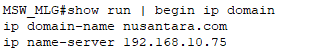 MSW_MLG#show run | begin ip domain
ip domain-name nusantara.com
ip name-server 192.168.10.75